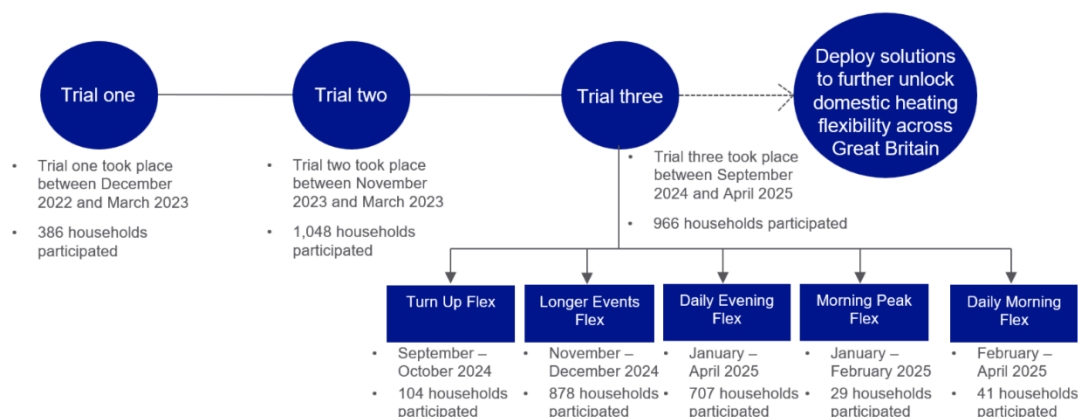 Trial one
Trial two
Trial three
Deploy solutions
to further unlock
domestic heating
flexibility across
Great Britain
• Trial one took place
between December
2022 and March 2023
• 386 households
participated
• Trial two took place
between November
2023 and March 2023
• 1,048 households
participated
• Trial three took place
between September
2024 and April 2025
• 966 households participated
Turn Up Flex
• September –
October 2024
• 104 households
participated
Longer Events
Flex
• November –
December 2024
• 878 households
participated
Daily Evening
Flex
• January –
April 2025
• 707 households
participated
Morning Peak
Flex
• January –
February 2025
• 29 households
participated
Daily Morning
Flex
• February –
April 2025
• 41 households
participated